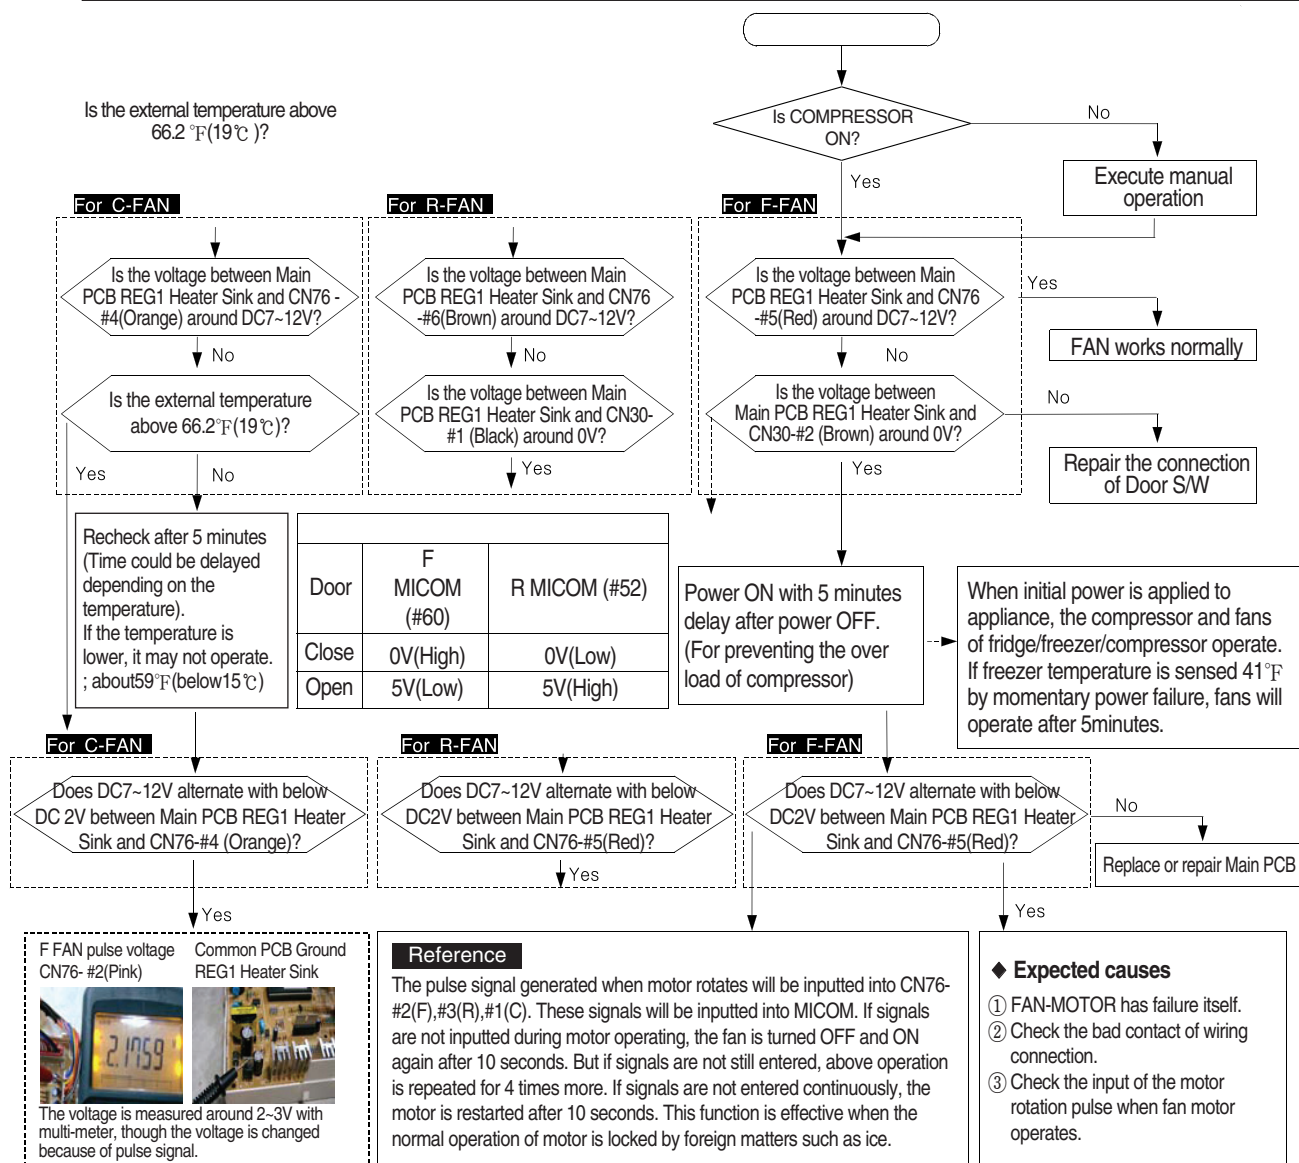 Is the external temperature above
66.2 °F(19℃ )?
Is COMPRESSOR
ON?
No
Yes
Execute manual
operation
For C-FAN
For R-FAN
For F-FAN
Is the voltage between Main
PCB REG1 Heater Sink and CN76 -
#4(Orange) around DC7~12V?
Is the voltage between Main
PCB REG1 Heater Sink and CN76
-#6(Brown) around DC7~12V?
Is the voltage between Main
PCB REG1 Heater Sink and CN76
-#5(Red) around DC7~12V?
Yes
FAN works normally
No
No
No
Is the external temperature
above 66.2°F(19℃)?
Is the voltage between Main
PCB REG1 Heater Sink and CN30-
#1 (Black) around 0V?
Is the voltage between
Main PCB REG1 Heater Sink and
CN30-#2 (Brown) around 0V?
No
Repair the connection
of Door S/W
Yes
No
Yes
Yes
Recheck after 5 minutes
(Time could be delayed
depending on the
temperature).
If the temperature is
lower, it may not operate.
; about59°F(below15℃)
Door
F
MICOM
(#60)
R MICOM (#52)
Close
0V(High)
0V(Low)
Open
5V(Low)
5V(High)
Power ON with 5 minutes
delay after power OFF.
(For preventing the over
load of compressor)
When initial power is applied to
appliance, the compressor and fans
of fridge/freezer/compressor operate.
If freezer temperature is sensed 41°F
by momentary power failure, fans will
operate after 5minutes.
For C-FAN
For R-FAN
For F-FAN
Does DC7~12V alternate with below
DC 2V between Main PCB REG1 Heater
Sink and CN76-#4 (Orange)?
Does DC7~12V alternate with below
DC2V between Main PCB REG1 Heater
Sink and CN76-#5(Red)?
Does DC7~12V alternate with below
DC2V between Main PCB REG1 Heater
Sink and CN76-#5(Red)?
No
Replace or repair Main PCB
Yes
Yes
Yes
F FAN pulse voltage
CN76- #2(Pink)
Common PCB Ground
REG1 Heater Sink
2.1759
The voltage is measured around 2~3V with
multi-meter, though the voltage is changed
because of pulse signal.
Reference
The pulse signal generated when motor rotates will be inputted into CN76-
#2(F),#3(R),#1(C). These signals will be inputted into MICOM. If signals
are not inputted during motor operating, the fan is turned OFF and ON
again after 10 seconds. But if signals are not still entered, above operation
is repeated for 4 times more. If signals are not entered continuously, the
motor is restarted after 10 seconds. This function is effective when the
normal operation of motor is locked by foreign matters such as ice.
◆ Expected causes
① FAN-MOTOR has failure itself.
② Check the bad contact of wiring
connection.
③ Check the input of the motor
rotation pulse when fan motor
operates.